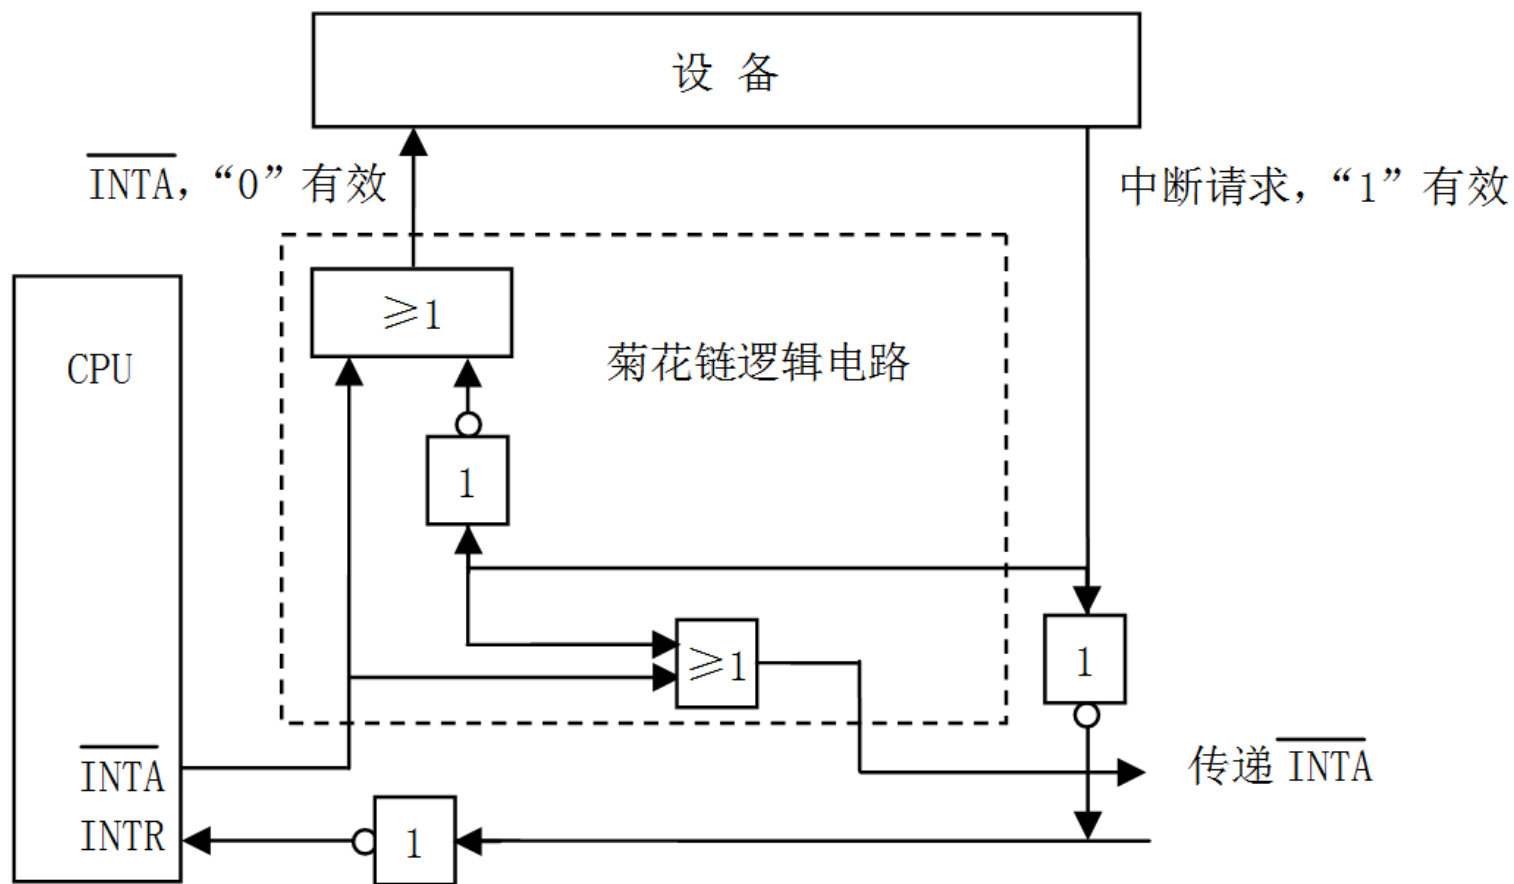 设 备
INTA, “0” 有效
中断请求, “1” 有效
≥1
CPU
菊花链逻辑电路
1
≥1
1
INTA
传递 INTA
INTR
1